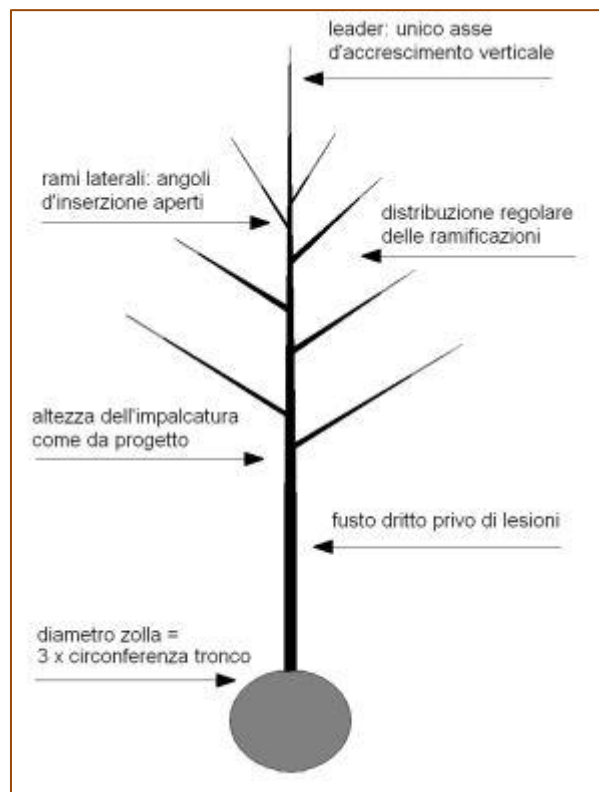 leader: unico asse
d'accrescimento verticale
rami laterali: angoli
d'inserzione aperti
distribuzione regolare
delle ramificazioni
altezza dell'impalcatura
come da progetto
fusto dritto privo di lesioni
diametro zolla =
3 x circonferenza tronco